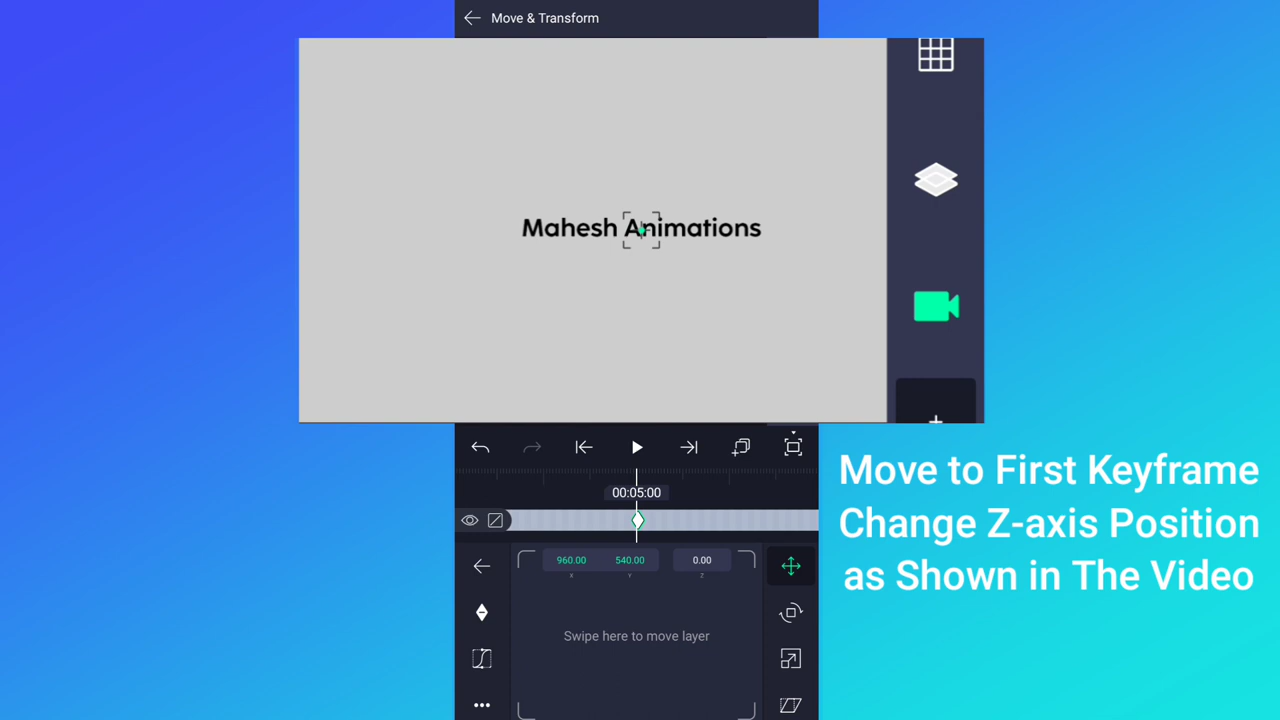 Move & Transform
Mahesh Animations
00:05:00
960.00 540.00 0.00
X Y Z
Swipe here to move layer
Move to First Keyframe
Change Z-axis Position
as Shown in The Video